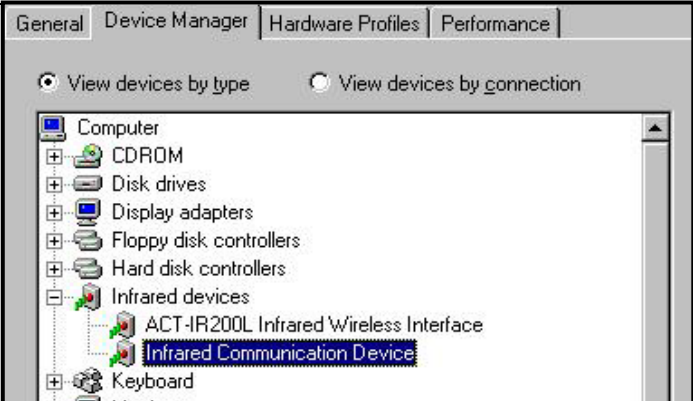 General Device Manager Hardware Profiles Performance
View devices by type View devices by connection
Computer
CDROM
Disk drives
Display adapters
Floppy disk controllers
Hard disk controllers
Infrared devices
ACT-IR200L Infrared Wireless Interface
Infrared Communication Device
Keyboard